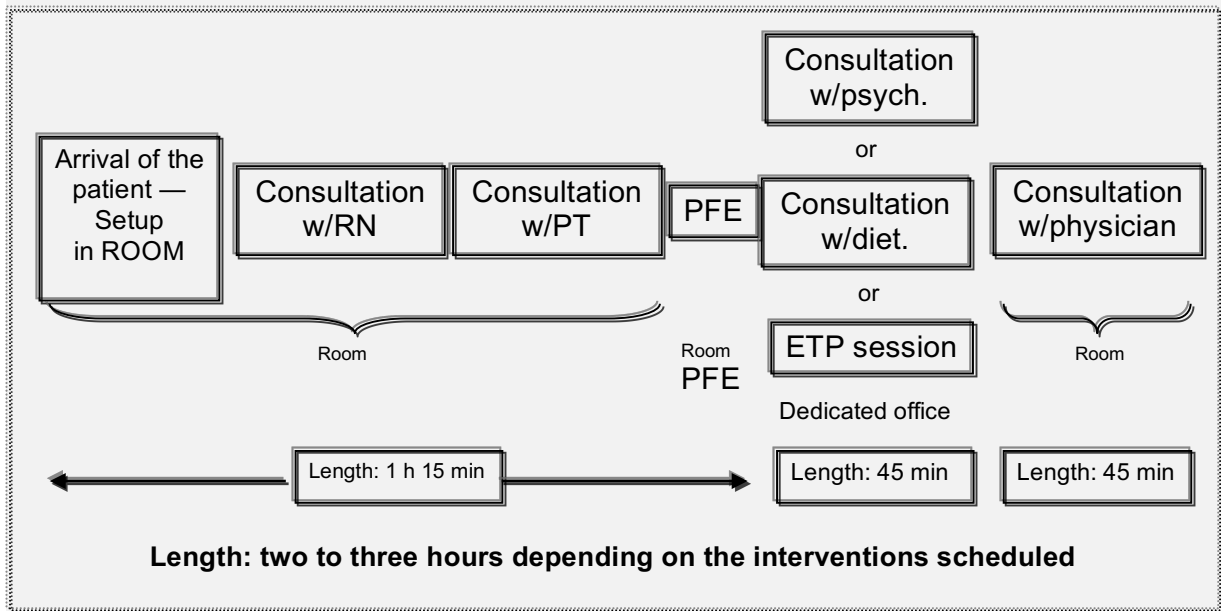 Arrival of the
patient —
Setup
in ROOM
Consultation
w/RN
Consultation
w/PT
PFE
Consultation
w/psych.
or
Consultation
w/diet.
or
ETP session
Consultation
w/physician
Room
Room
PFE
Dedicated office
Room
Length: 1 h 15 min
Length: 45 min
Length: 45 min
Length: two to three hours depending on the interventions scheduled